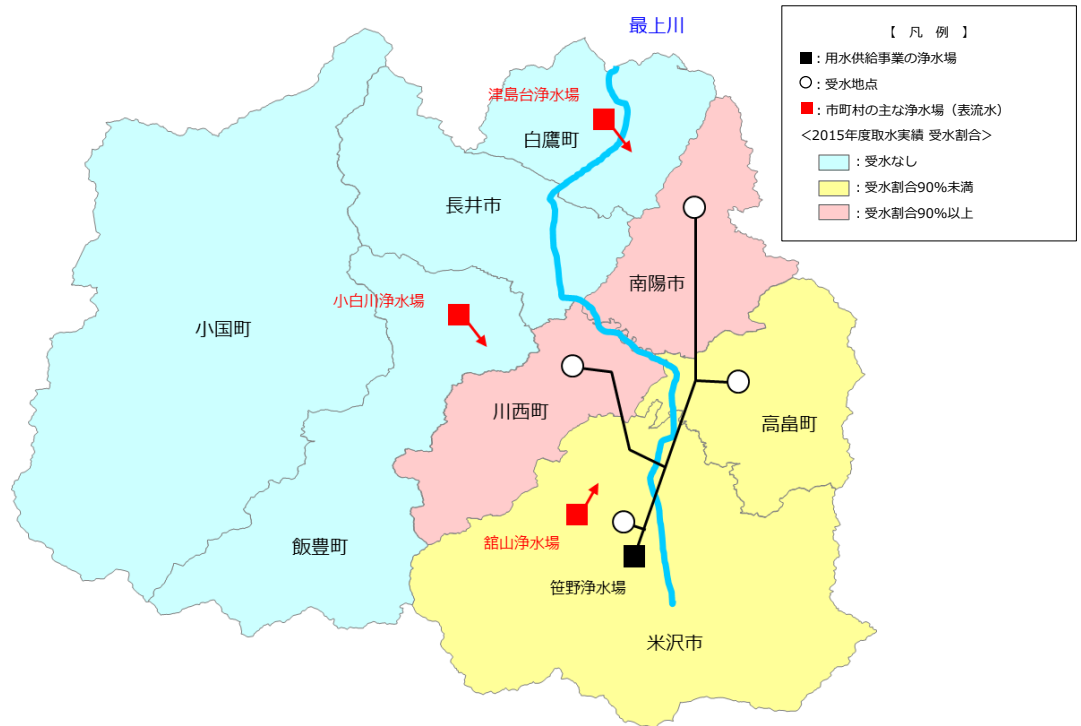 最上川
【 凡 例 】
：用水供給事業の浄水場
：受水地点
：市町村の主な浄水場（表流水）
＜2015年度取水実績 受水割合＞
：受水なし
：受水割合90%未満
：受水割合90%以上
津島台浄水場
白鷹町
長井市
南陽市
小白川浄水場
小国町
川西町
高畠町
舘山浄水場
飯豊町
笹野浄水場
米沢市